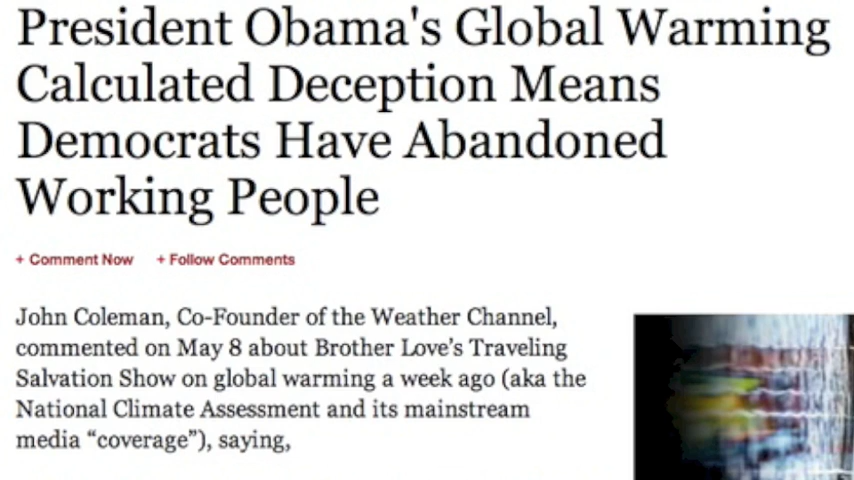 President Obama's Global Warming
Calculated Deception Means
Democrats Have Abandoned
Working People
+ Comment Now + Follow Comments
John Coleman, Co-Founder of the Weather Channel,
commented on May 8 about Brother Love’s Traveling
Salvation Show on global warming a week ago (aka the
National Climate Assessment and its mainstream
media “coverage”), saying,